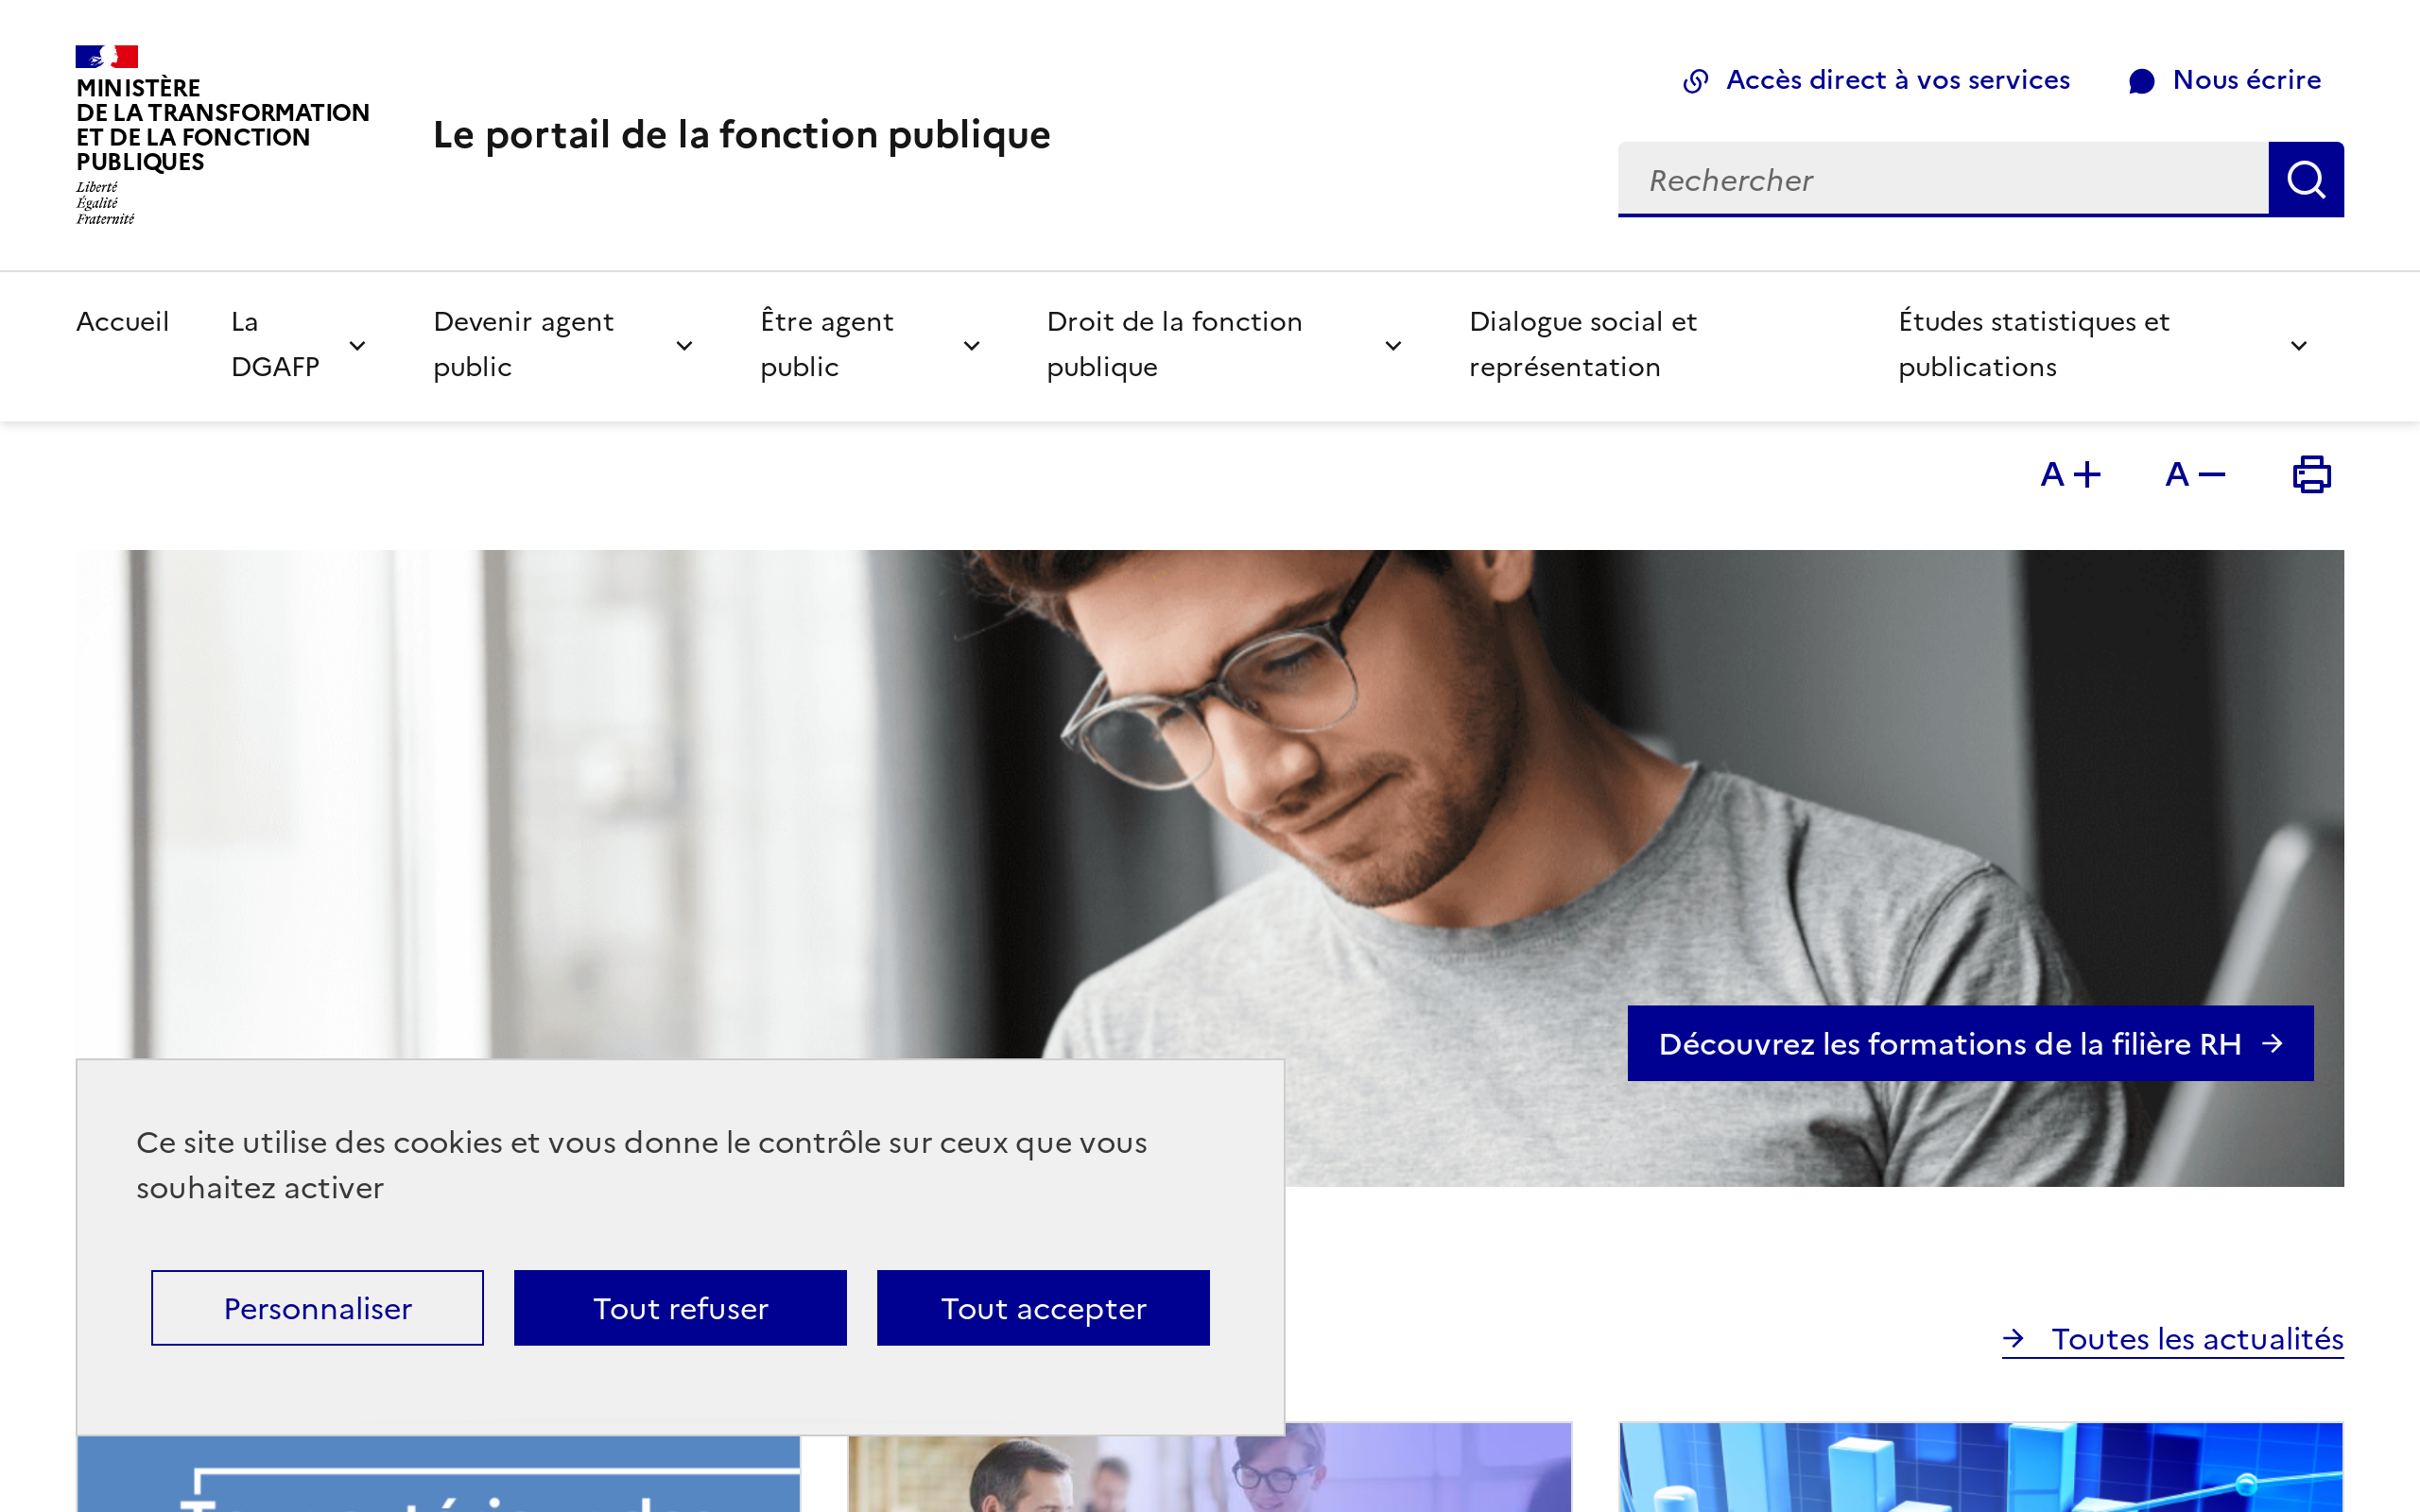 MINISTÈRE
DE LA TRANSFORMATION
ET DE LA FONCTION
PUBLIQUES
Liberté
Égalité
Fraternité
Le portail de la fonction publique
Accès direct à vos services
Nous écrire
Rechercher
Accueil
La
DGAFP
Devenir agent
public
Être agent
public
Droit de la fonction
publique
Dialogue social et
représentation
Études statistiques et
publications
A+
A-
Découvrez les formations de la filière RH
Ce site utilise des cookies et vous donne le contrôle sur ceux que vous
souhaitez activer
Personnaliser
Tout refuser
Tout accepter
Toutes les actualités